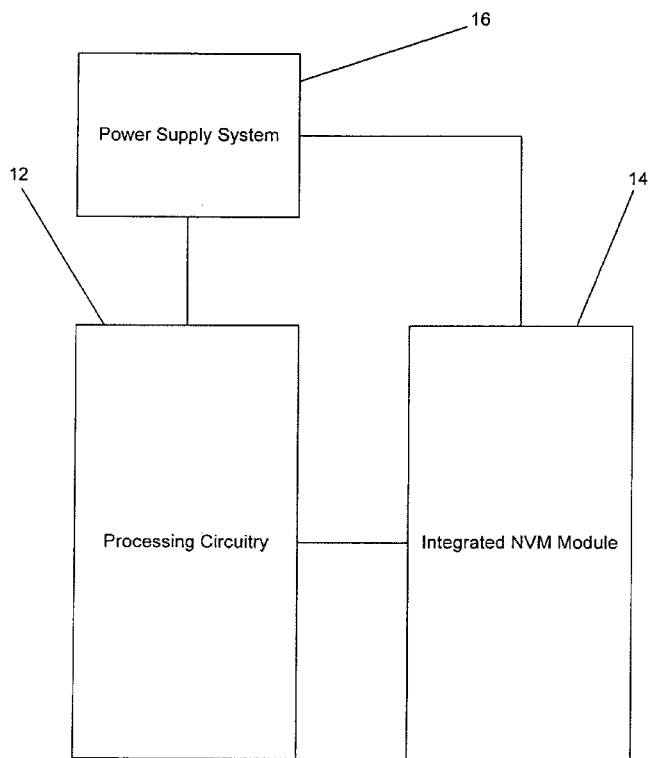 16
Power Supply System
12
14
Processing Circuitry
Integrated NVM Module